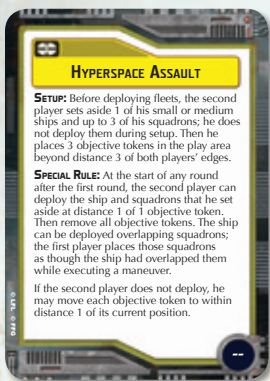 HYPERSPACE ASSAULT
SETUP: Before deploying fleets, the second
player sets aside 1 of his small or medium
ships and up to 3 of his squadrons; he does
not deploy them during setup. Then he
places 3 objective tokens in the play area
beyond distance 3 of both players' edges.
SPECIAL RULE: At the start of any round
after the first round, the second player can
deploy the ship and squadrons that he set
aside at distance 1 of 1 objective token.
Then remove all objective tokens. The ship
can be deployed overlapping squadrons;
the first player places those squadrons
as though the ship had overlapped them
while executing a maneuver.
If the second player does not deploy, he
may move each objective token to within
distance 1 of its current position.
© LFL © FFG
--